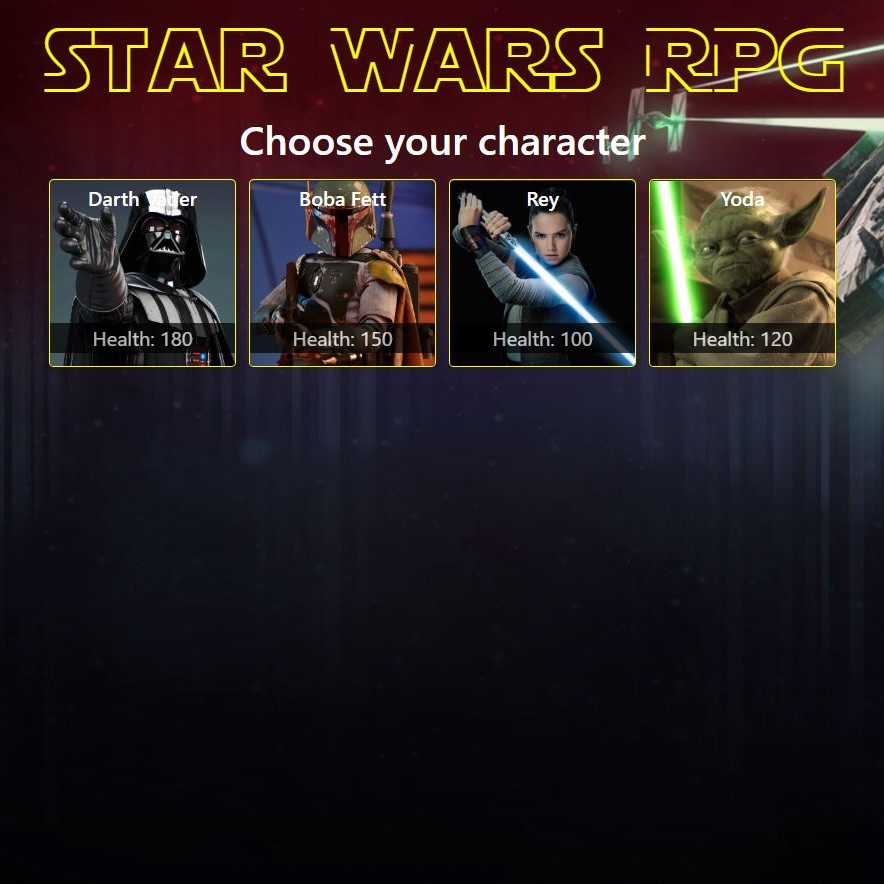 STAR WARS RPG
Choose your character
Darth Vader
Boba Fett
Rey
Yoda
Health: 180
Health: 150
Health: 100
Health: 120